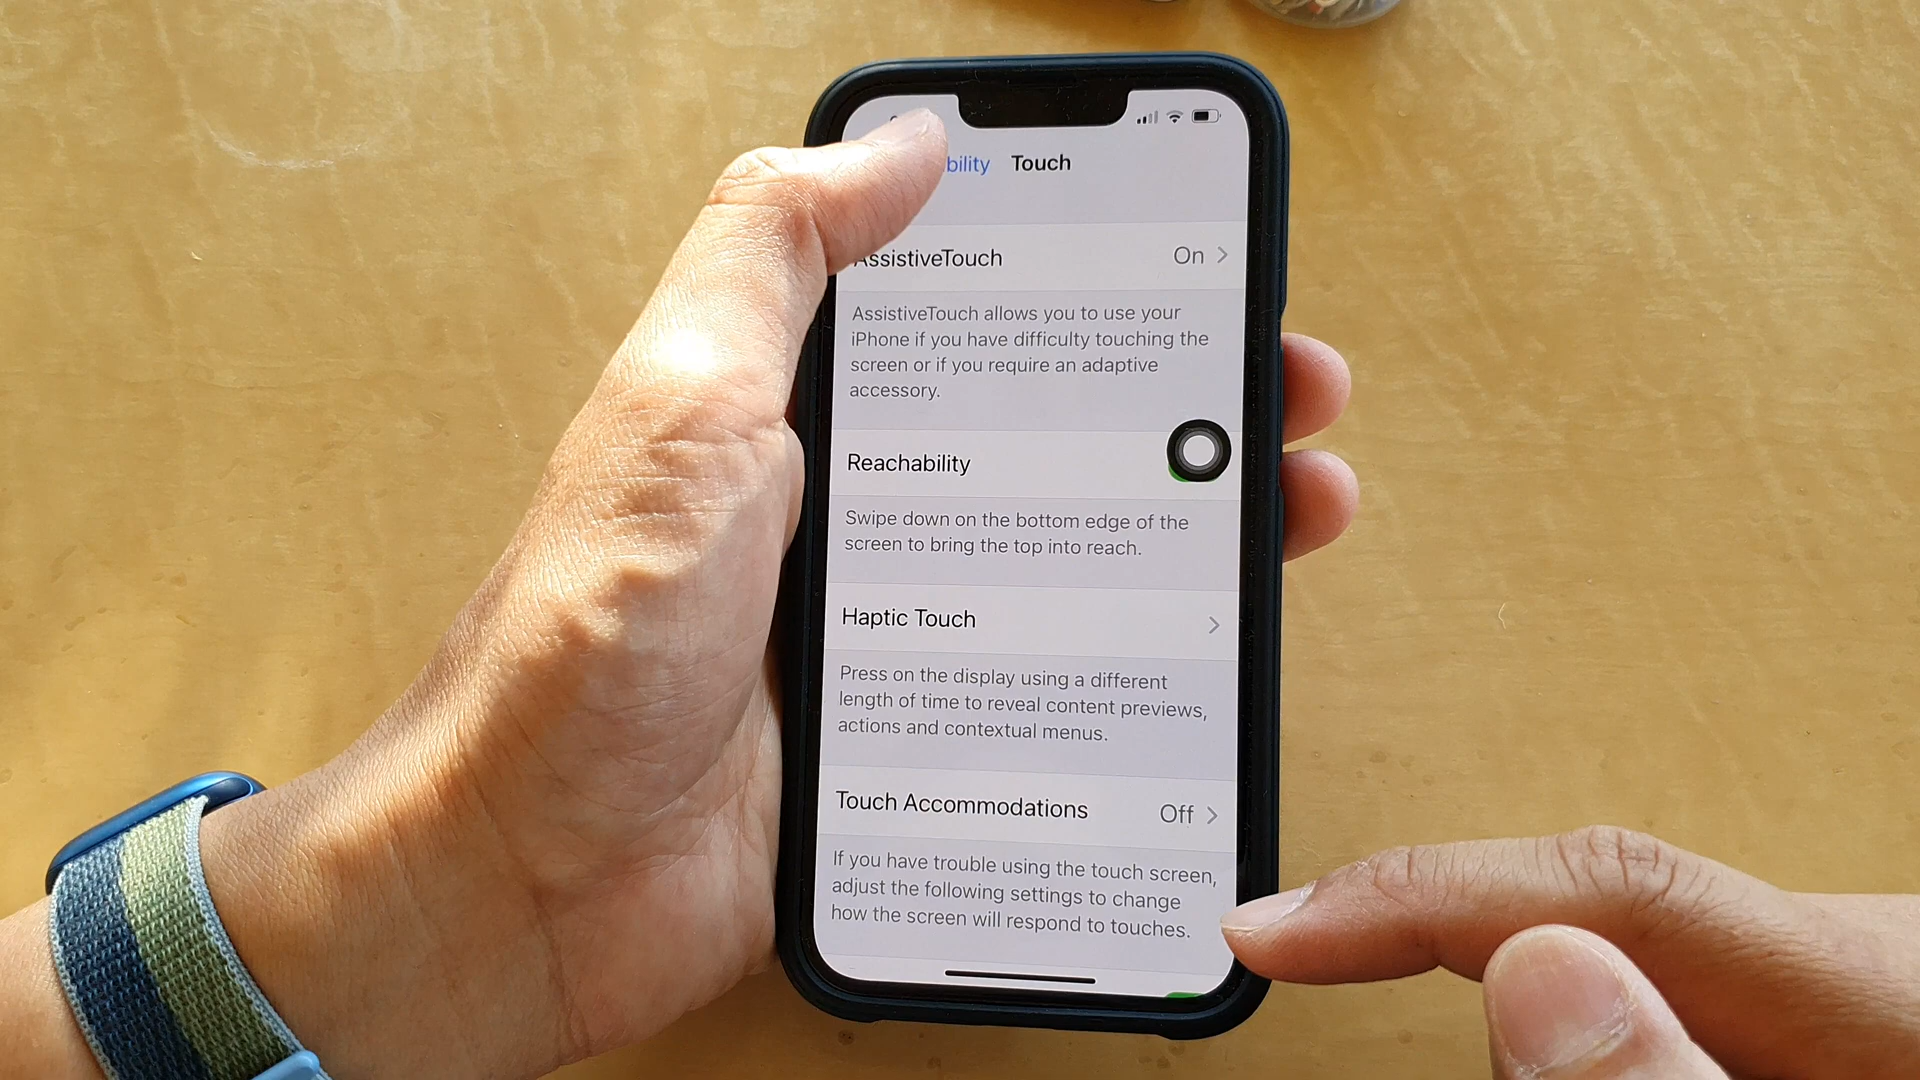 bility Touch
AssistiveTouch On
AssistiveTouch allows you to use your
iPhone if you have difficulty touching the
screen or if you require an adaptive
accessory.
Reachability
Swipe down on the bottom edge of the
screen to bring the top into reach.
Haptic Touch
Press on the display using a different
length of time to reveal content previews,
actions and contextual menus.
Touch Accommodations Off
If you have trouble using the touch screen,
adjust the following settings to change
how the screen will respond to touches.